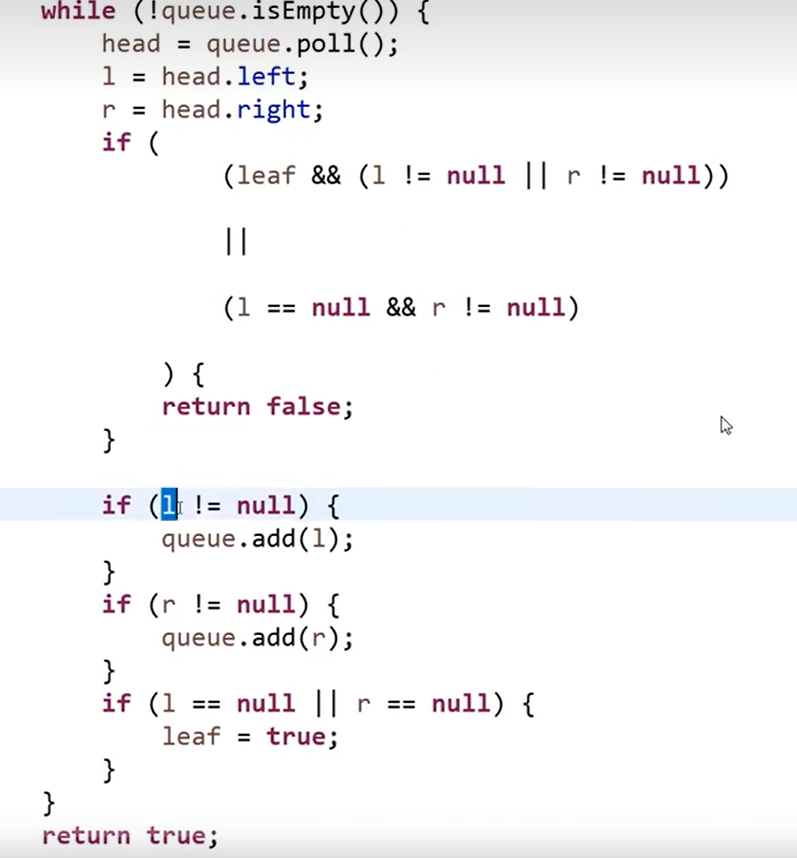 while (!queue.isEmpty()) {
head = queue.poll();
l = head.left;
r = head.right;
if (
(leaf && (l != null || r != null))
||
(l == null && r != null)
) {
return false;
}
if (l != null) {
queue.add(l);
}
if (r != null) {
queue.add(r);
}
if (l == null || r == null) {
leaf = true;
}
}
return true;